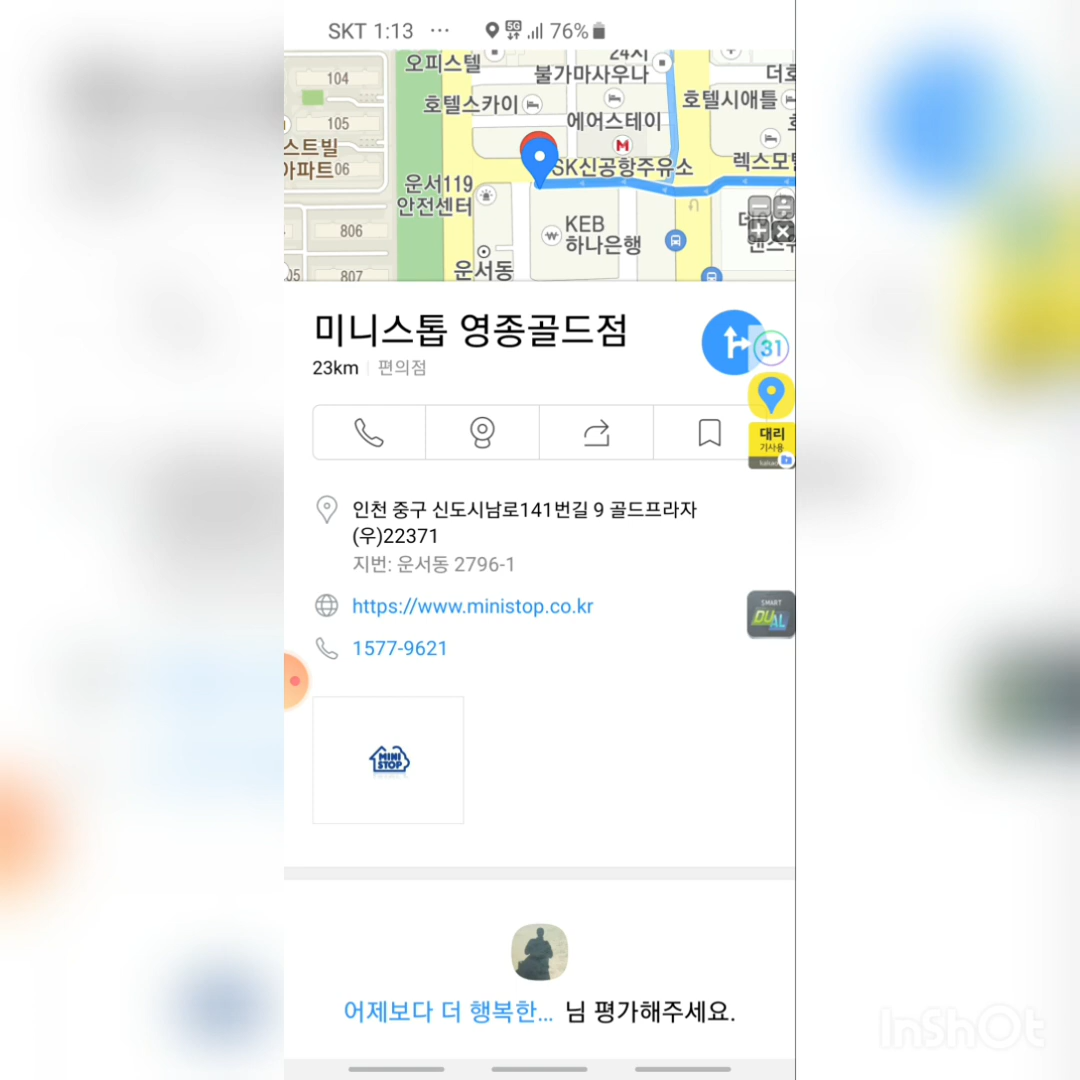 SKT 1:13 ··· 5G 76%
오피스텔
24시
불가마사우나
104
호텔스카이
호텔시애틀
더호
에어스테이
105
스트빌
아파트 06
SK신공항주유소
렉스모텔
운서119
안전센터
KEB
하나은행
806
운서동
05
807
미니스톱 영종골드점
31
23km 편의점
대리
기사용
인천 중구 신도시남로141번길 9 골드프라자
(우)22371
지번: 운서동 2796-1
https://www.ministop.co.kr
SMART
DUAL
1577-9621
MINI
STOP
어제보다 더 행복한... 님 평가해주세요.
InShOt